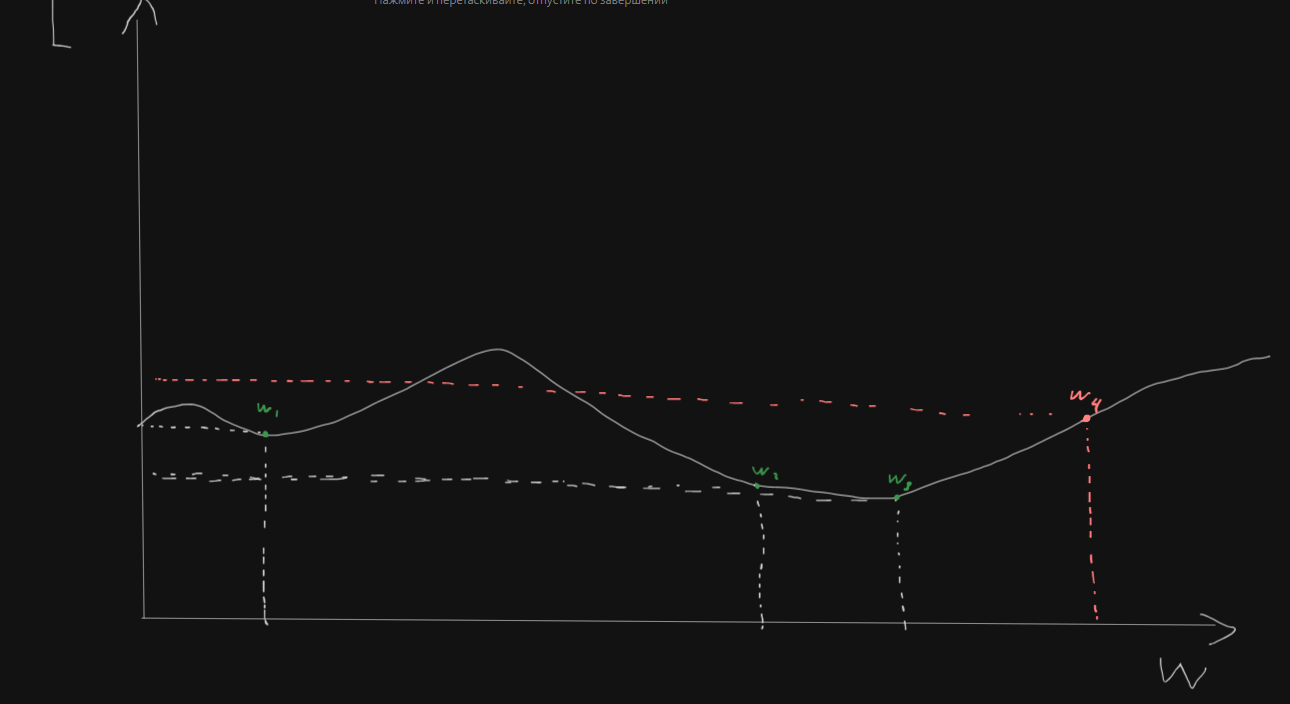 Нажмите и перетаскивайте, отпустите по завершении
L
w₁
w₂
w₃
w₄
W